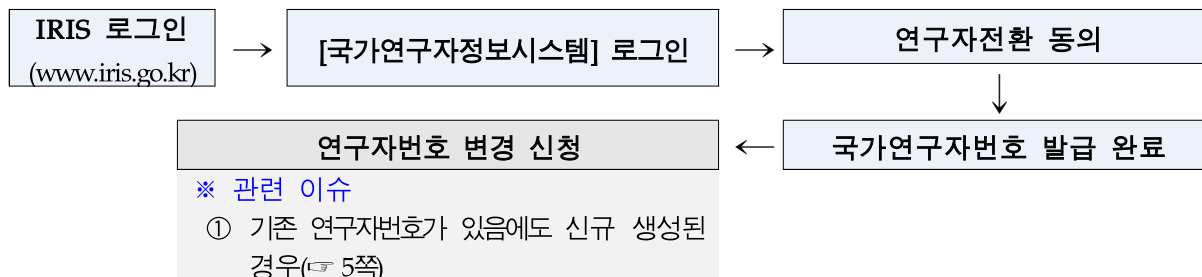 IRIS 로그인
(www.iris.go.kr)
→
[국가연구자정보시스템] 로그인
→
연구자전환 동의
↓
국가연구자번호 발급 완료
←
연구자번호 변경 신청
※ 관련 이슈
① 기존 연구자번호가 있음에도 신규 생성된
경우(☞ 5쪽)